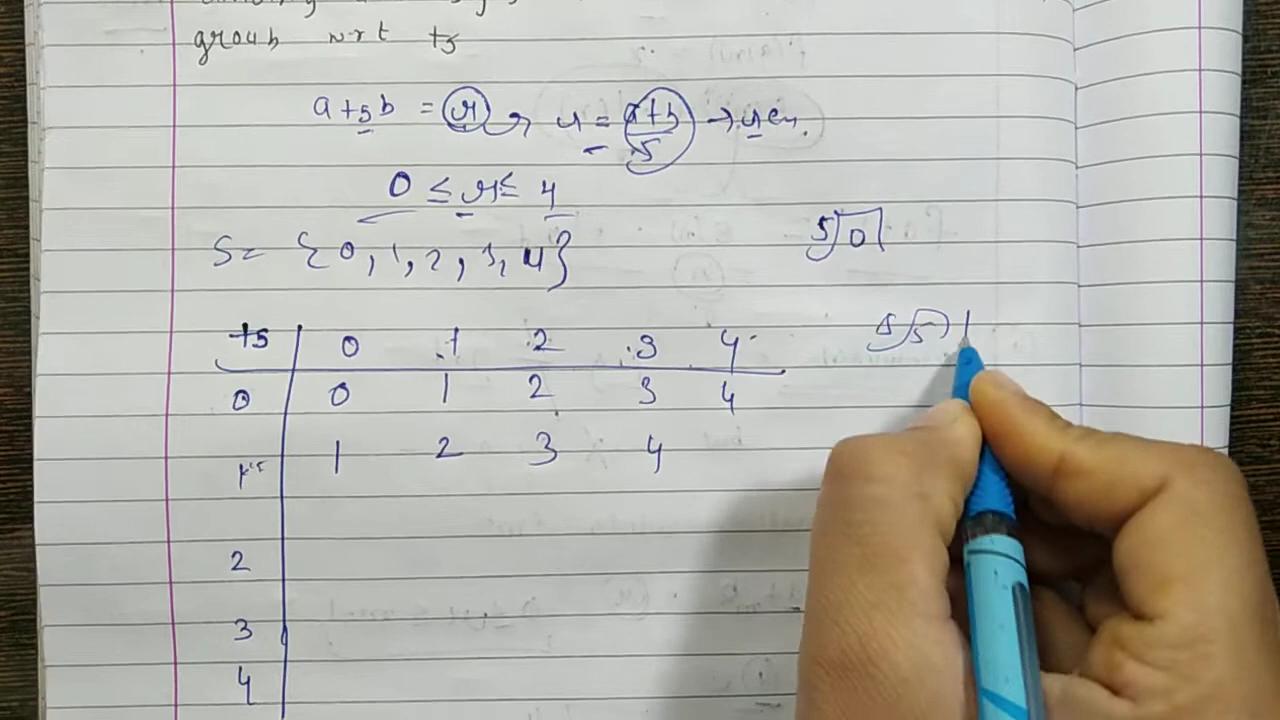 group wrt +5
a +5 b = r r = a+b/5 → rem.
0 ≤ r ≤ 4
S = {0, 1, 2, 3, 4}
5)0
+5 0 1 2 3 4
5)5)1
0 0 1 2 3 4
1 1 2 3 4
2
3
4